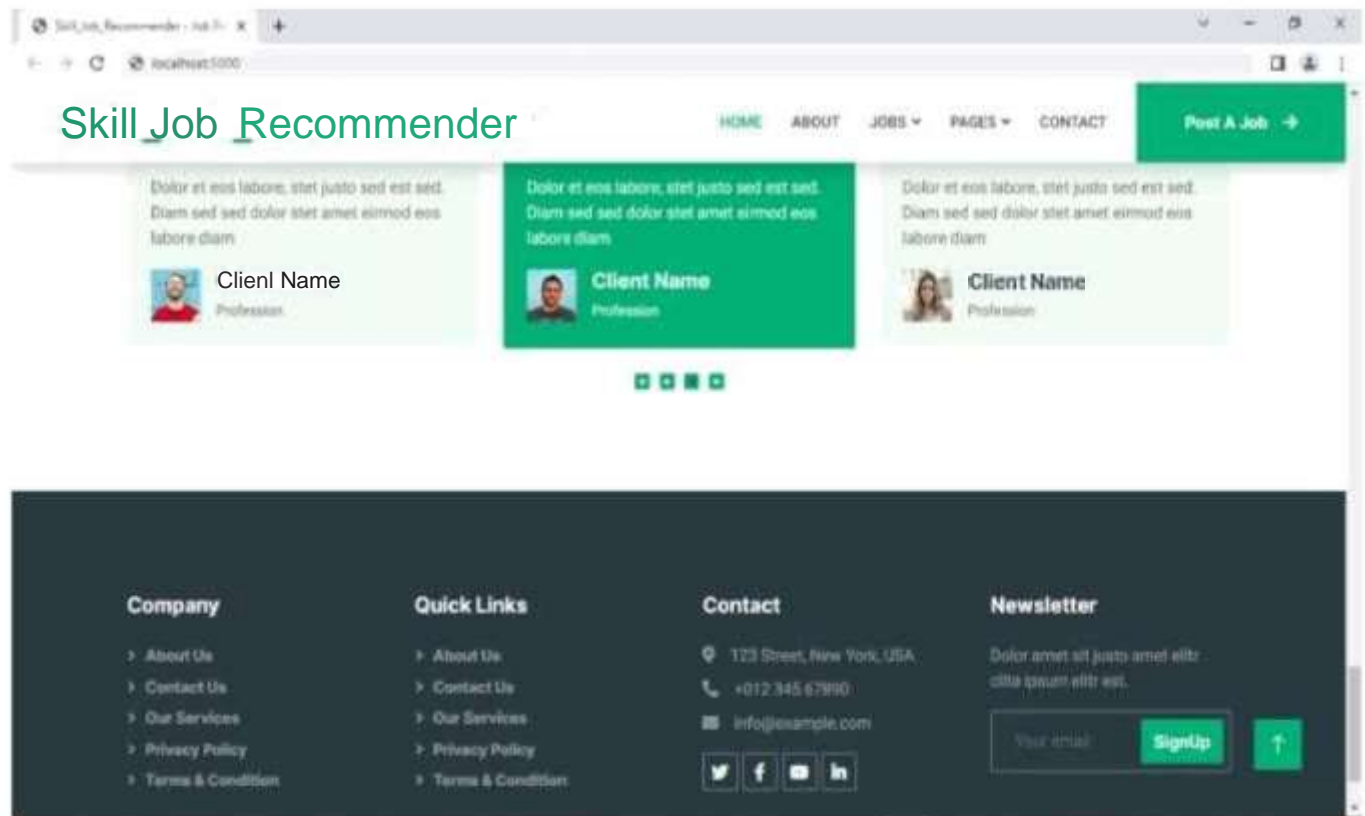 Skill_Job_Recommender - Job P
localhost:5000
Skill_Job_Recommender
HOME ABOUT JOBS PAGES CONTACT Post A Job
Dolor et eos labore, stet justo sed est sed.
Diam sed sed dolor stet amet eirmod eos
labore diam
Clienl Name
Profession
Dolor et eos labore, stet justo sed est sed.
Diam sed sed dolor stet amet eirmod eos
labore diam
Client Name
Profession
Dolor et eos labore, stet justo sed est sed.
Diam sed sed dolor stet amet eirmod eos
labore diam
Client Name
Profession
Company
About Us
Contact Us
Our Services
Privacy Policy
Terms & Condition
Quick Links
About Us
Contact Us
Our Services
Privacy Policy
Terms & Condition
Contact
123 Street, New York, USA
+012 345 67890
info@example.com
Newsletter
Dolor amet sit justo amet elitr
clita ipsum elitr est.
Your email SignUp